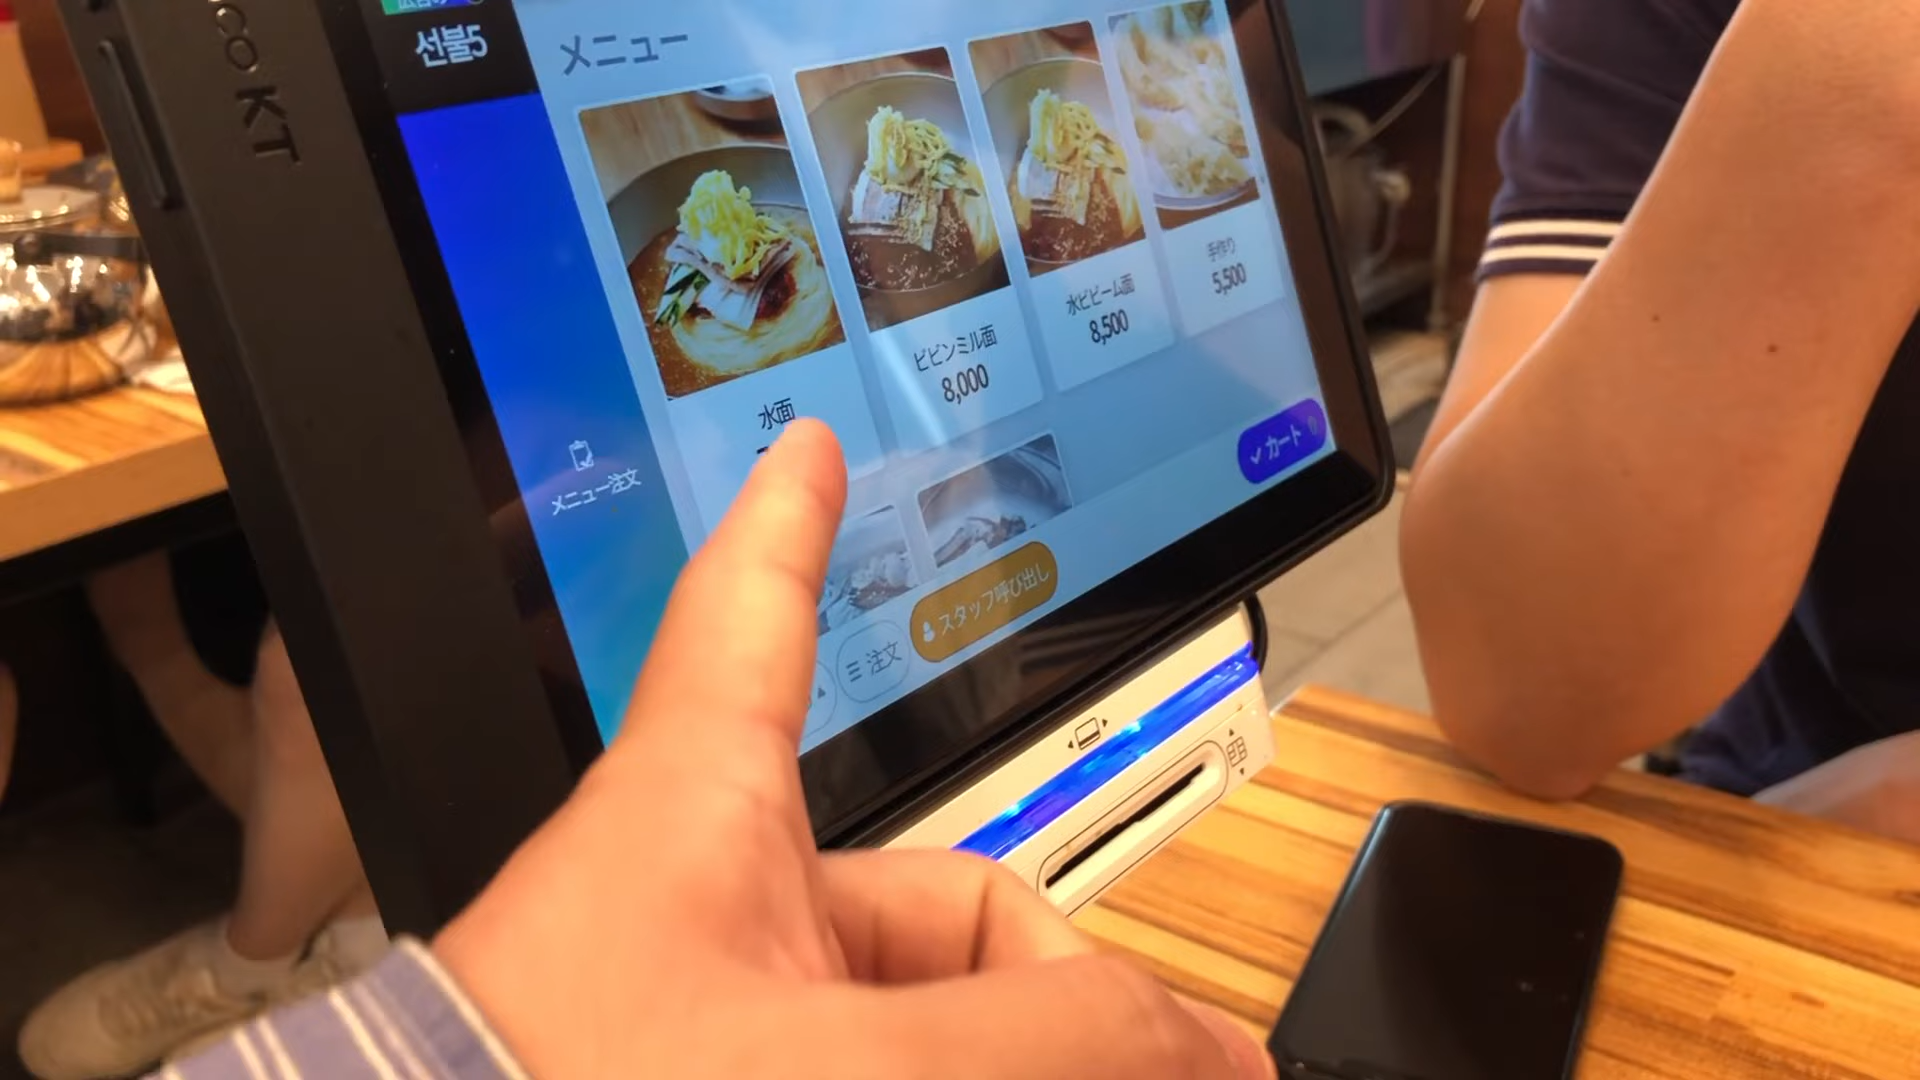 KT
선불5
メニュー
水面
ビビンミル面
8,000
水ビビーム面
8,500
手作り
5,500
メニュー注文
カート
注文
スタッフ呼び出し